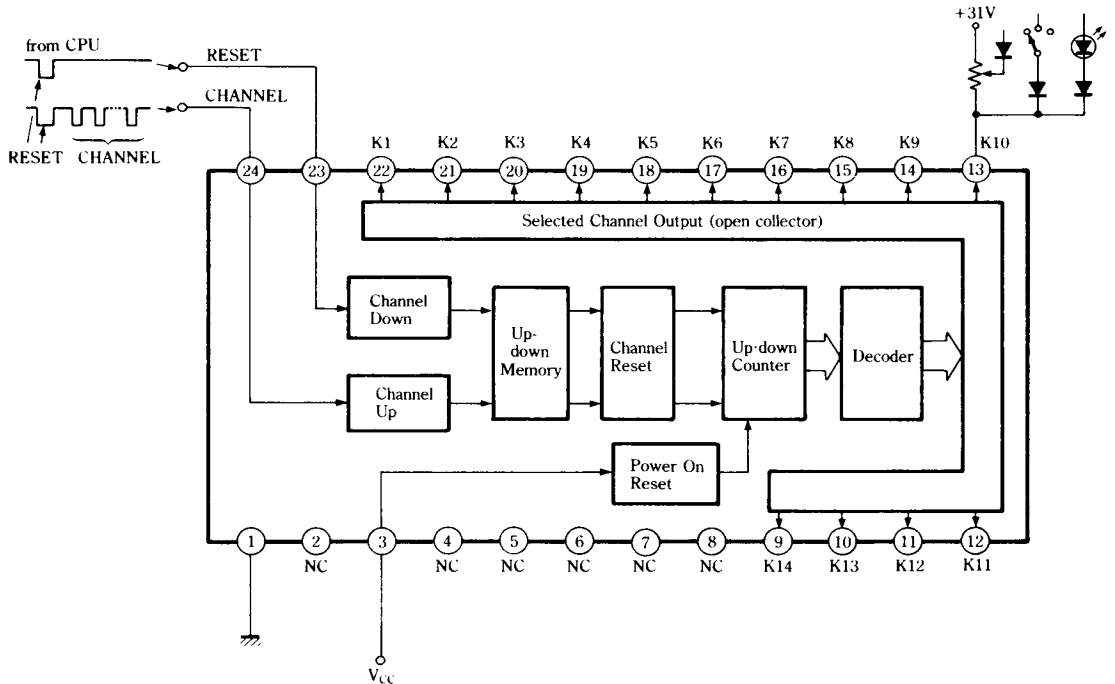 +31V
from CPU
RESET
CHANNEL
RESET CHANNEL
K1 K2 K3 K4 K5 K6 K7 K8 K9 K10
24 23 22 21 20 19 18 17 16 15 14 13
Selected Channel Output (open collector)
Channel
Down
Up-
down
Memory
Channel
Reset
Up·down
Counter
Decoder
Channel
Up
Power On
Reset
1 2 3 4 5 6 7 8 9 10 11 12
NC NC NC NC NC NC K14 K13 K12 K11
VCC